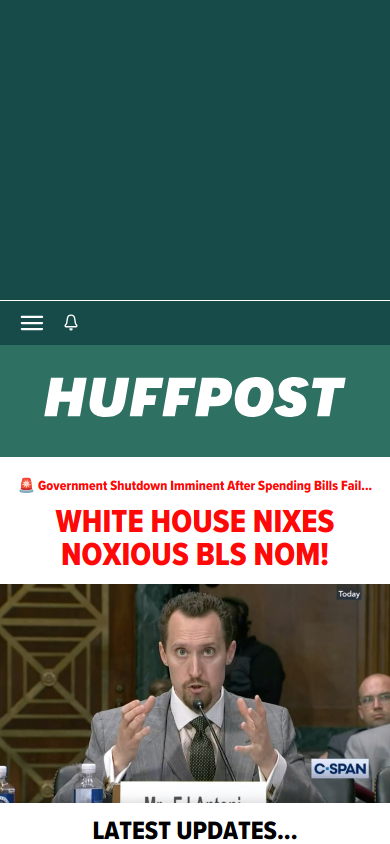 HUFFPOST
🚨 Government Shutdown Imminent After Spending Bills Fail...
WHITE HOUSE NIXES
NOXIOUS BLS NOM!
Today
C-SPAN
Mr. E.J Antoni
LATEST UPDATES...